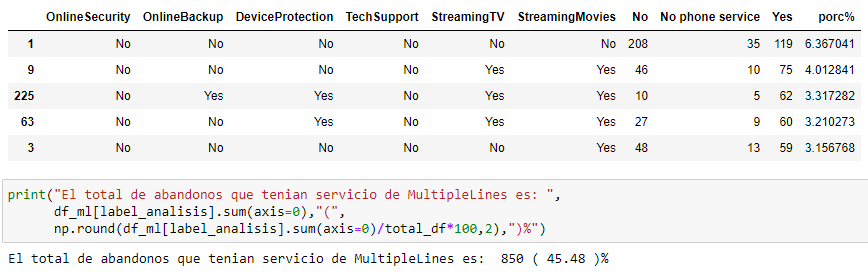 OnlineSecurity OnlineBackup DeviceProtection TechSupport StreamingTV StreamingMovies No No phone service Yes porc%
1 No No No No No No 208 35 119 6.367041
9 No No No No Yes Yes 46 10 75 4.012841
225 No Yes Yes No Yes Yes 10 5 62 3.317282
63 No No Yes No Yes Yes 27 9 60 3.210273
3 No No No No No Yes 48 13 59 3.156768
print("El total de abandonos que tenian servicio de MultipleLines es: ",
df_ml[label_analisis].sum(axis=0),"(",
np.round(df_ml[label_analisis].sum(axis=0)/total_df*100,2),")%")
El total de abandonos que tenian servicio de MultipleLines es:  850 ( 45.48 )%